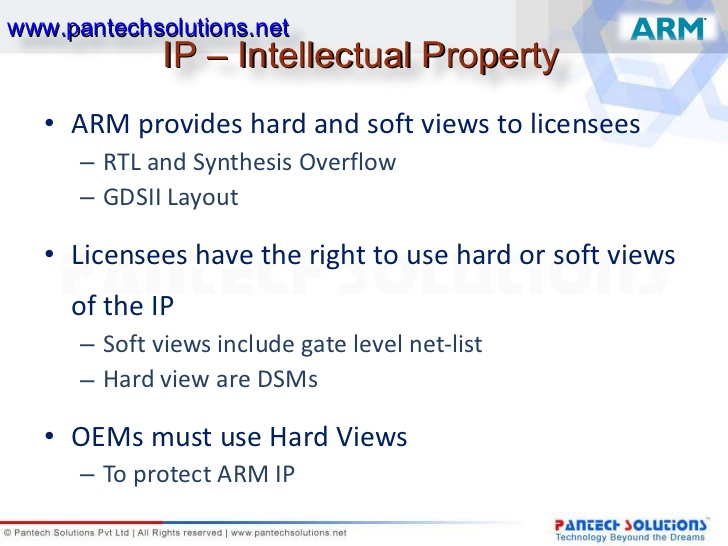 www.pantechsolutions.net
ARM
IP – Intellectual Property
• ARM provides hard and soft views to licensees
– RTL and Synthesis Overflow
– GDSII Layout
• Licensees have the right to use hard or soft views
of the IP
– Soft views include gate level net-list
– Hard view are DSMs
• OEMs must use Hard Views
– To protect ARM IP
PANTECH SOLUTIONS
© Pantech Solutions Pvt Ltd | All Rights reserved | www.pantechsolutions.net
PANTECH SOLUTIONS
Technology Beyound the Dreams